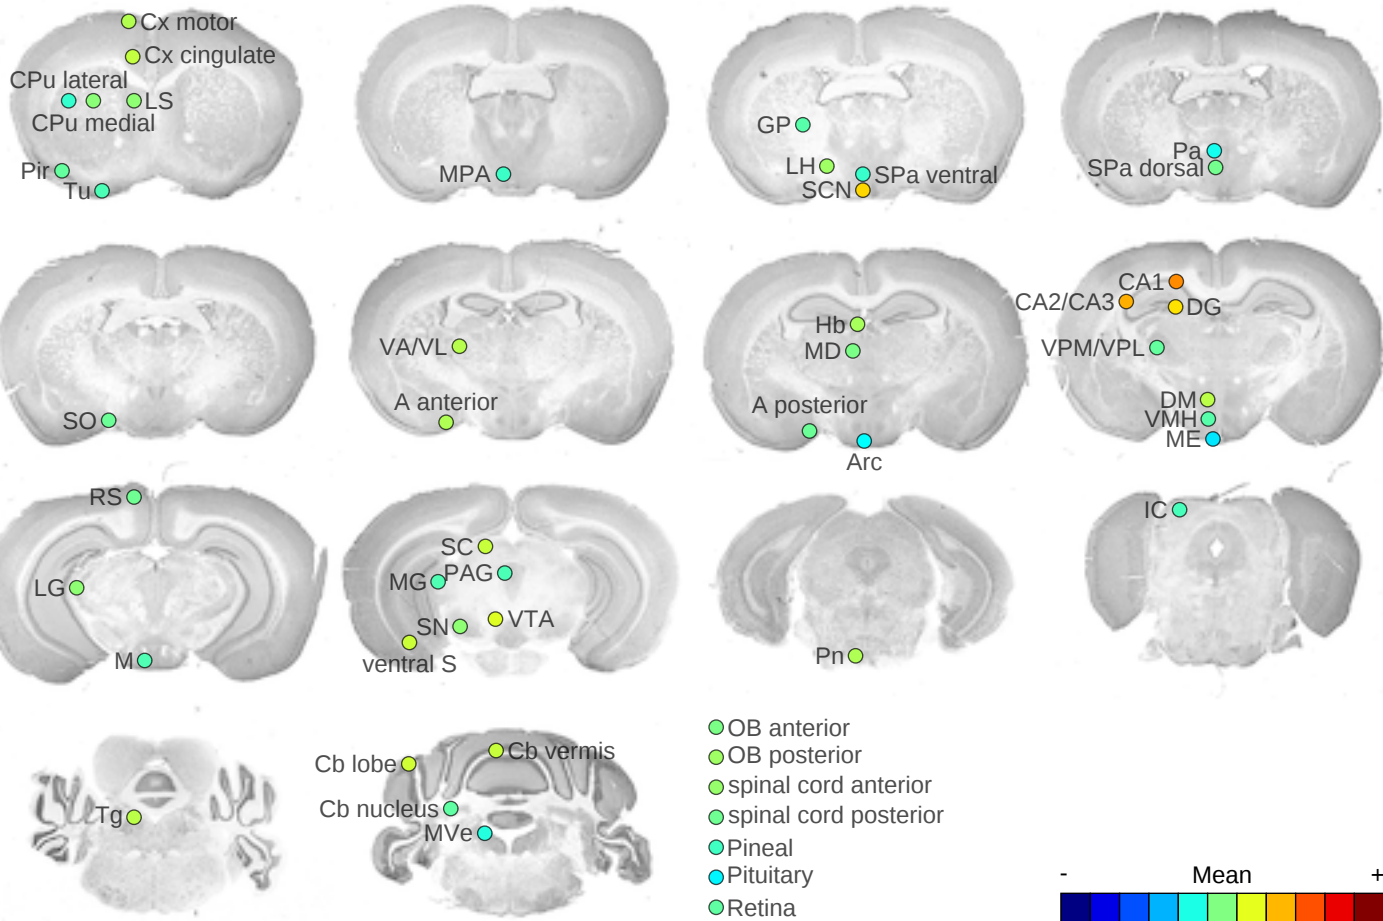 Cx motor
Cx cingulate
CPu lateral
LS
CPu medial
Pir
Tu
MPA
GP
LH
SPa ventral
SCN
Pa
SPa dorsal
SO
VA/VL
A anterior
Hb
MD
A posterior
Arc
CA1
CA2/CA3
DG
VPM/VPL
DM
VMH
ME
RS
LG
M
SC
MG
PAG
SN
VTA
ventral S
Pn
IC
Tg
Cb lobe
Cb vermis
Cb nucleus
MVe
OB anterior
OB posterior
spinal cord anterior
spinal cord posterior
Pineal
Pituitary
Retina
- Mean +